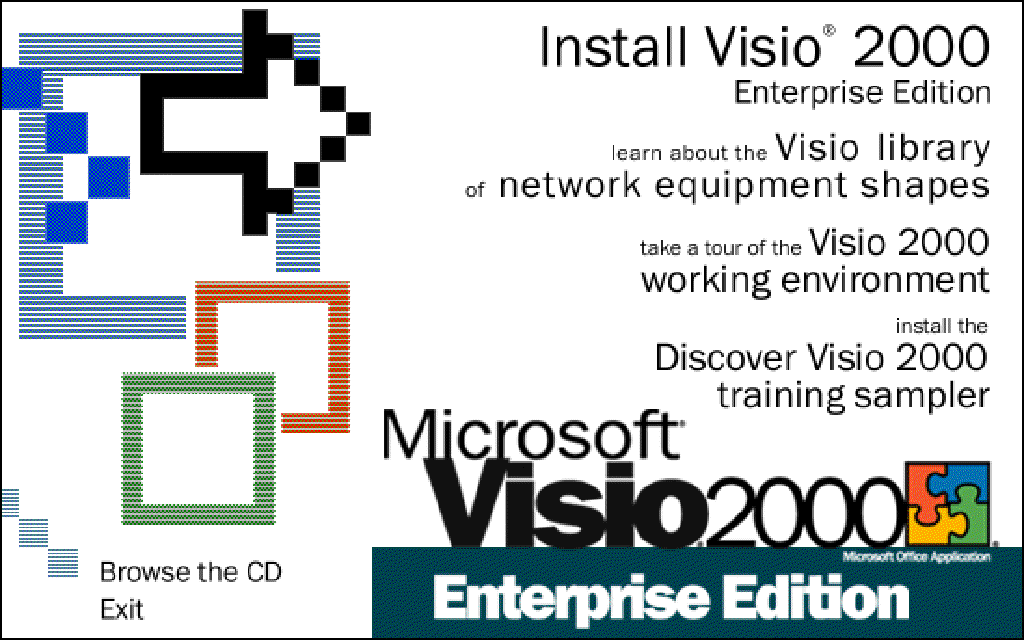 Install Visio® 2000
Enterprise Edition
learn about the Visio library
of network equipment shapes
take a tour of the Visio 2000
working environment
install the
Discover Visio 2000
training sampler
Microsoft®
Visio®2000
Microsoft Office Application
Enterprise Edition
Browse the CD
Exit